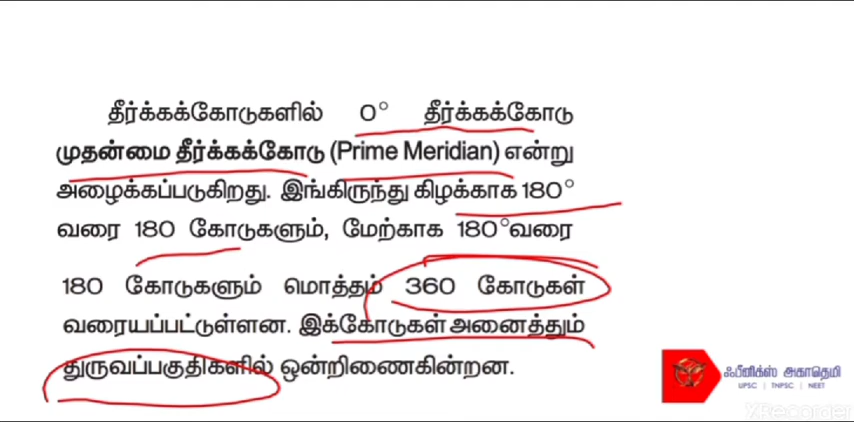 தீர்க்கக்கோடுகளில் 0° தீர்க்கக்கோடு
முதன்மை தீர்க்கக்கோடு (Prime Meridian) என்று
அழைக்கப்படுகிறது. இங்கிருந்து கிழக்காக 180°
வரை 180 கோடுகளும், மேற்காக 180°வரை
180 கோடுகளும் மொத்தம் 360 கோடுகள்
வரையப்பட்டுள்ளன. இக்கோடுகள் அனைத்தும்
துருவப்பகுதிகளில் ஒன்றிணைகின்றன.
ஃபீனிக்ஸ் அகாதெமி
UPSC | TNPSC | NEET
XRecorder